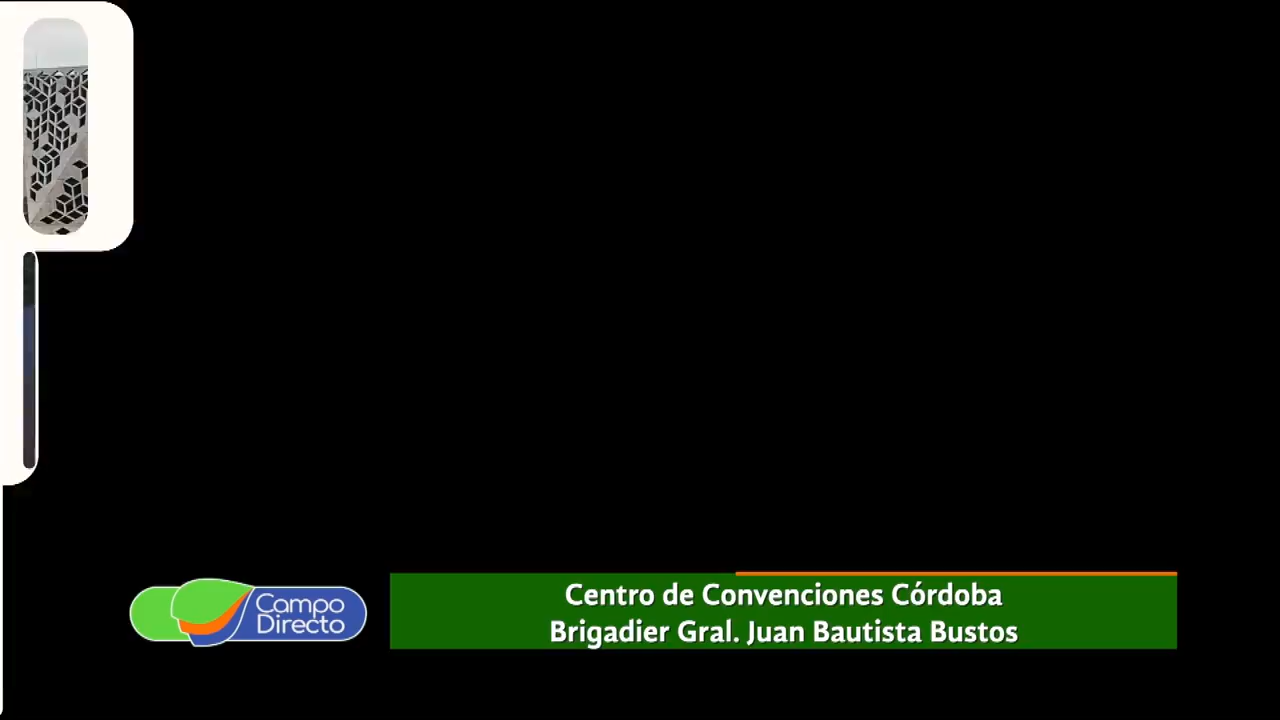 Campo
Directo
Centro de Convenciones Córdoba
Brigadier Gral. Juan Bautista Bustos